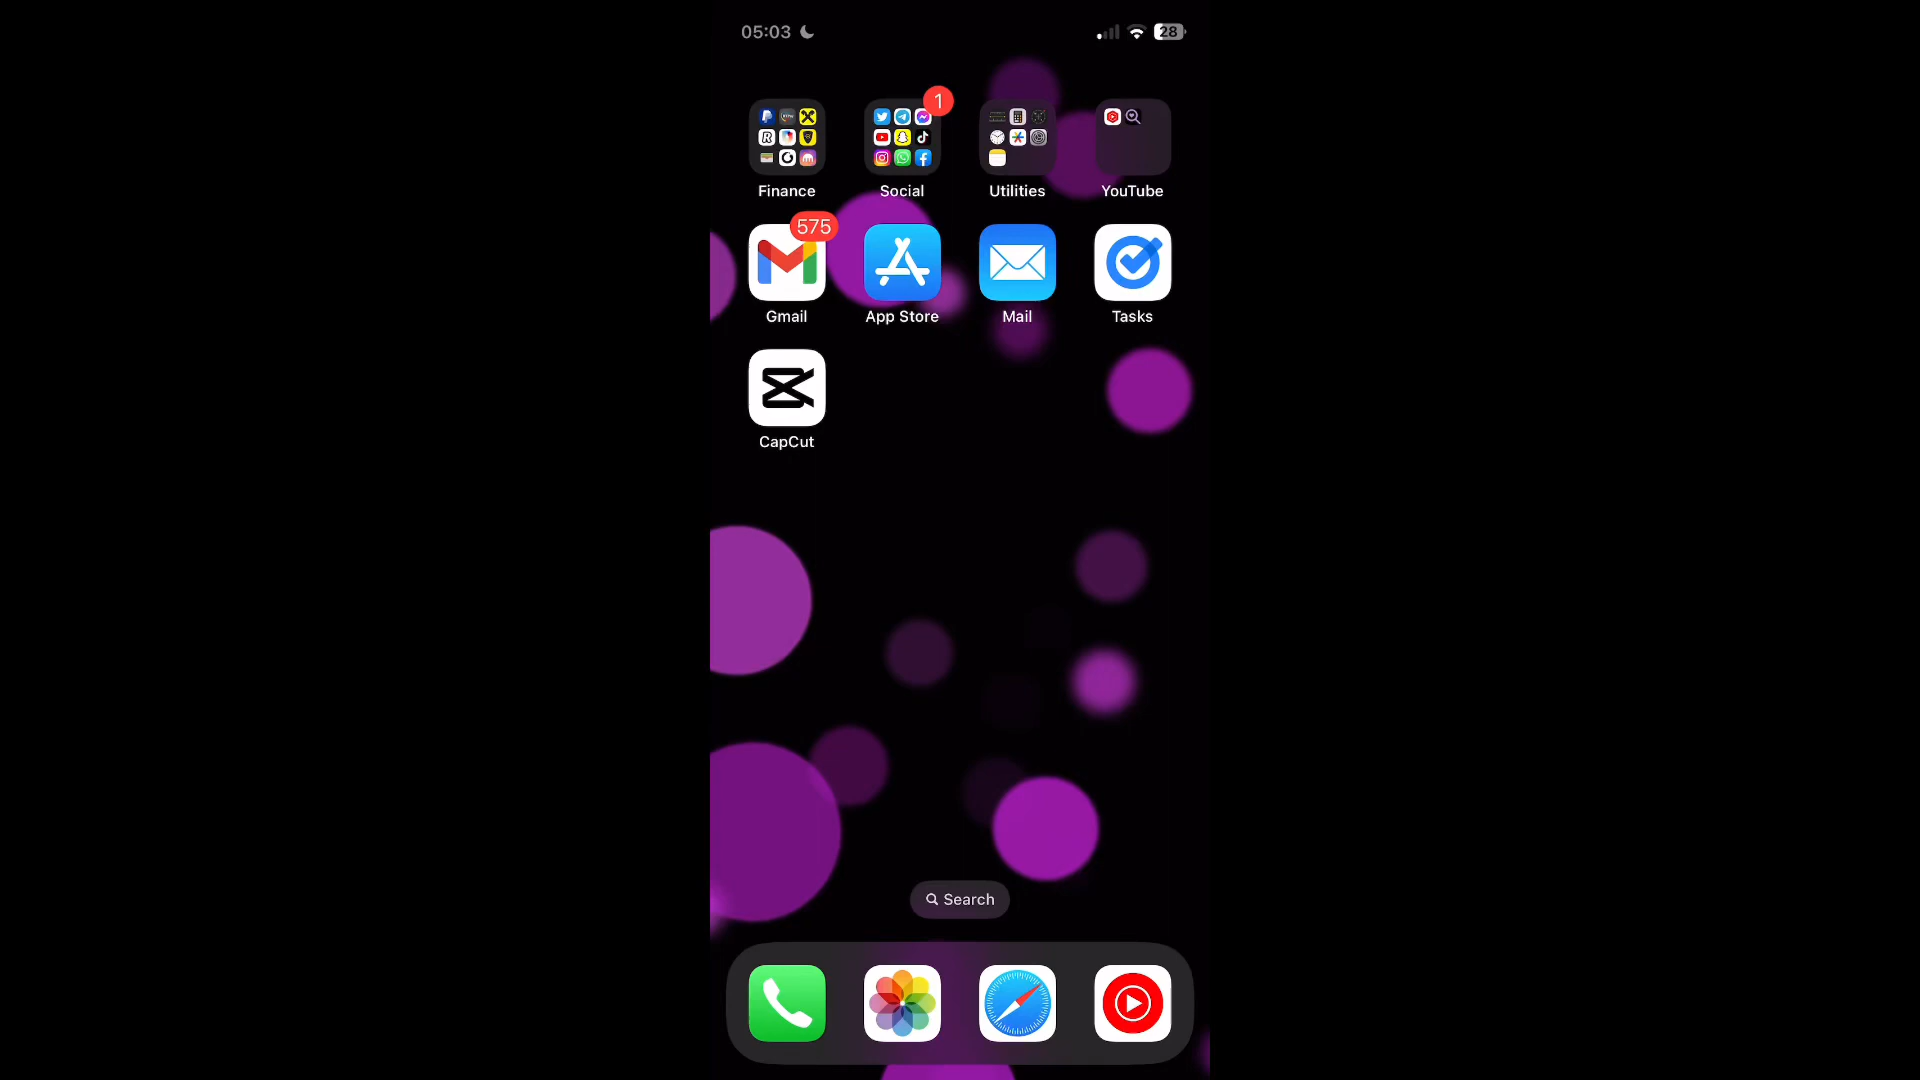 05:03
28
1
Finance
Social
Utilities
YouTube
575
Gmail
App Store
Mail
Tasks
CapCut
Search